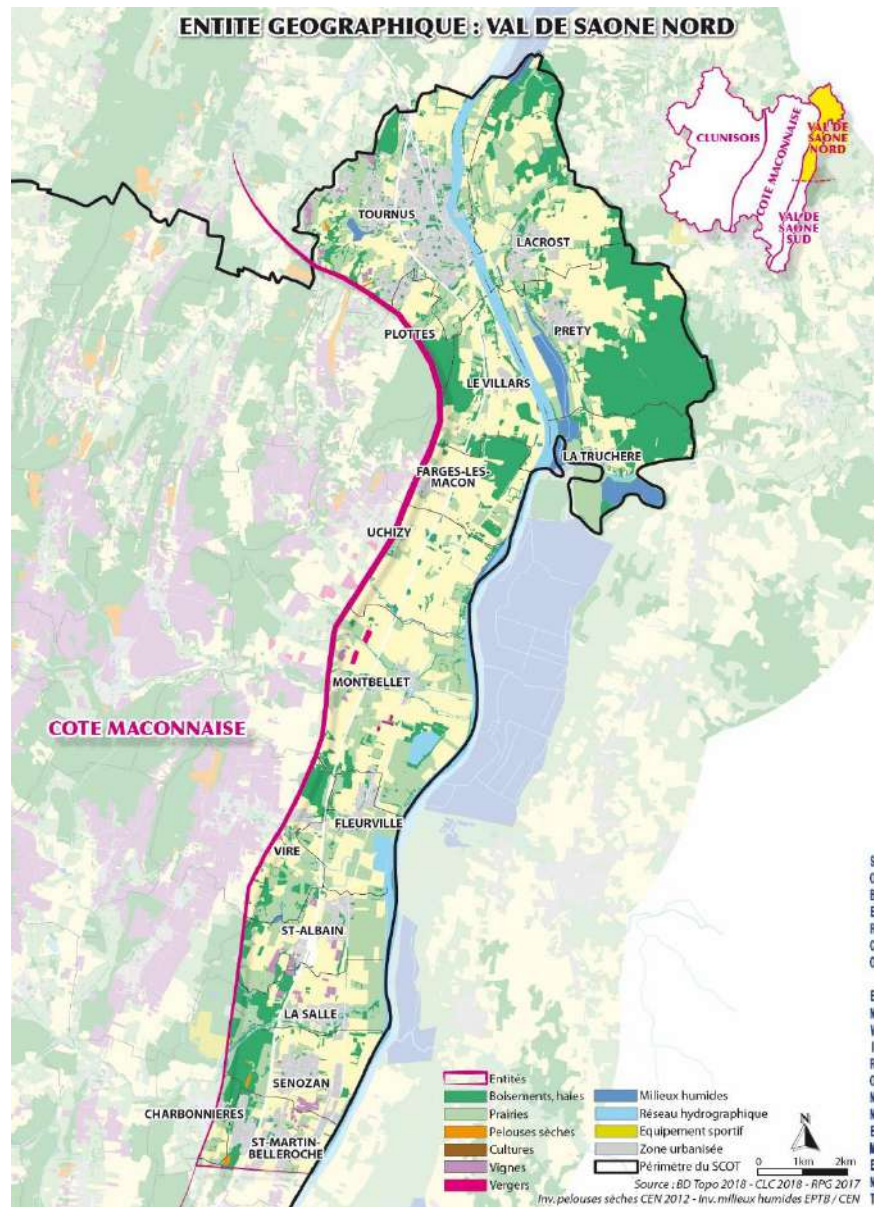 ENTITE GEOGRAPHIQUE : VAL DE SAONE NORD
CLUNISOIS
COTE MACONNAISE
VAL DE
SAONE
NORD
VAL DE
SAONE
SUD
TOURNUS
LACROST
PLOTTES
PRETY
LE VILLARS
LA TRUCHERE
FARGES-LES-
MACON
UCHIZY
MONTBELLET
COTE MACONNAISE
FLEURVILLE
VIRE
ST-ALBAIN
LA SALLE
SENOZAN
CHARBONNIERES
ST-MARTIN-
BELLEROCHE
Entités
Boisements, haies
Prairies
Pelouses sèches
Cultures
Vignes
Vergers
Milieux humides
Réseau hydrographique
Equipement sportif
Zone urbanisée
Périmètre du SCOT
N
0 1km 2km
Source : BD Topo 2018 - CLC 2018 - RPG 2017
Inv. pelouses sèches CEN 2012 - Inv. milieux humides EPTB / CEN